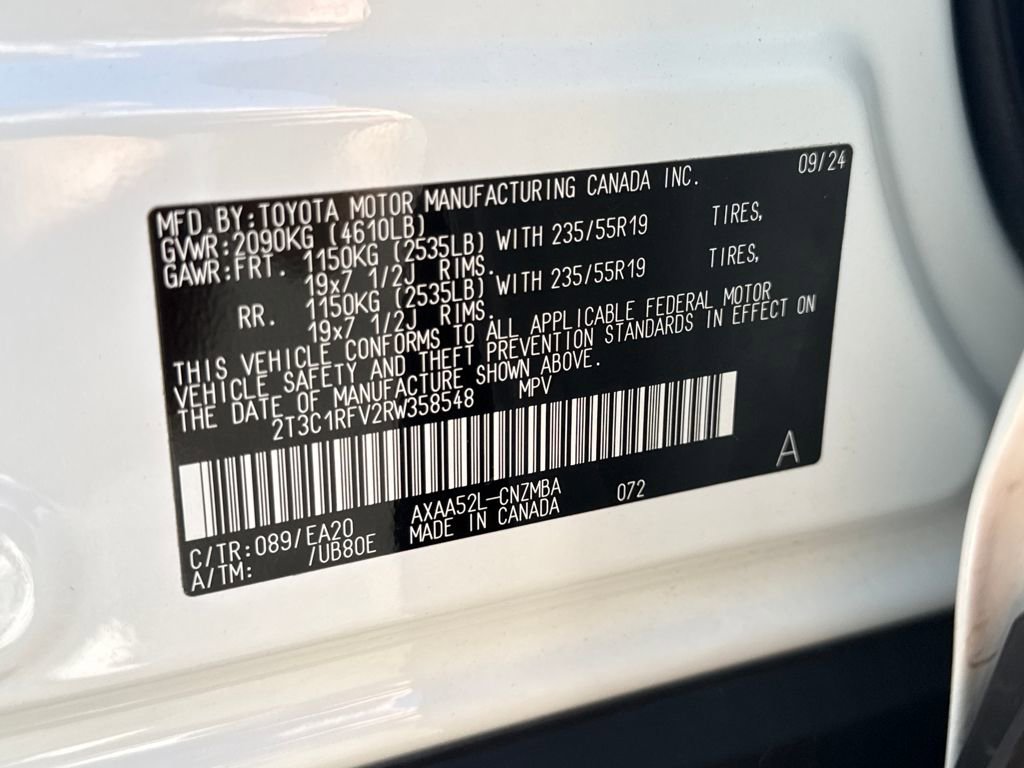 09/24
MFD.BY:TOYOTA MOTOR MANUFACTURING CANADA INC.
GVWR:2090KG (4610LB)
GAWR:FRT. 1150KG (2535LB) WITH 235/55R19 TIRES,
19x7 1/2J RIMS.
RR. 1150KG (2535LB) WITH 235/55R19 TIRES,
19x7 1/2J RIMS.
THIS VEHICLE CONFORMS TO ALL APPLICABLE FEDERAL MOTOR
VEHICLE SAFETY AND THEFT PREVENTION STANDARDS IN EFFECT ON
THE DATE OF MANUFACTURE SHOWN ABOVE.
2T3C1RFV2RW358548 MPV
A
C/TR:089/EA20 AXAA52L-CNZMBA 072
A/TM: /UB80E MADE IN CANADA